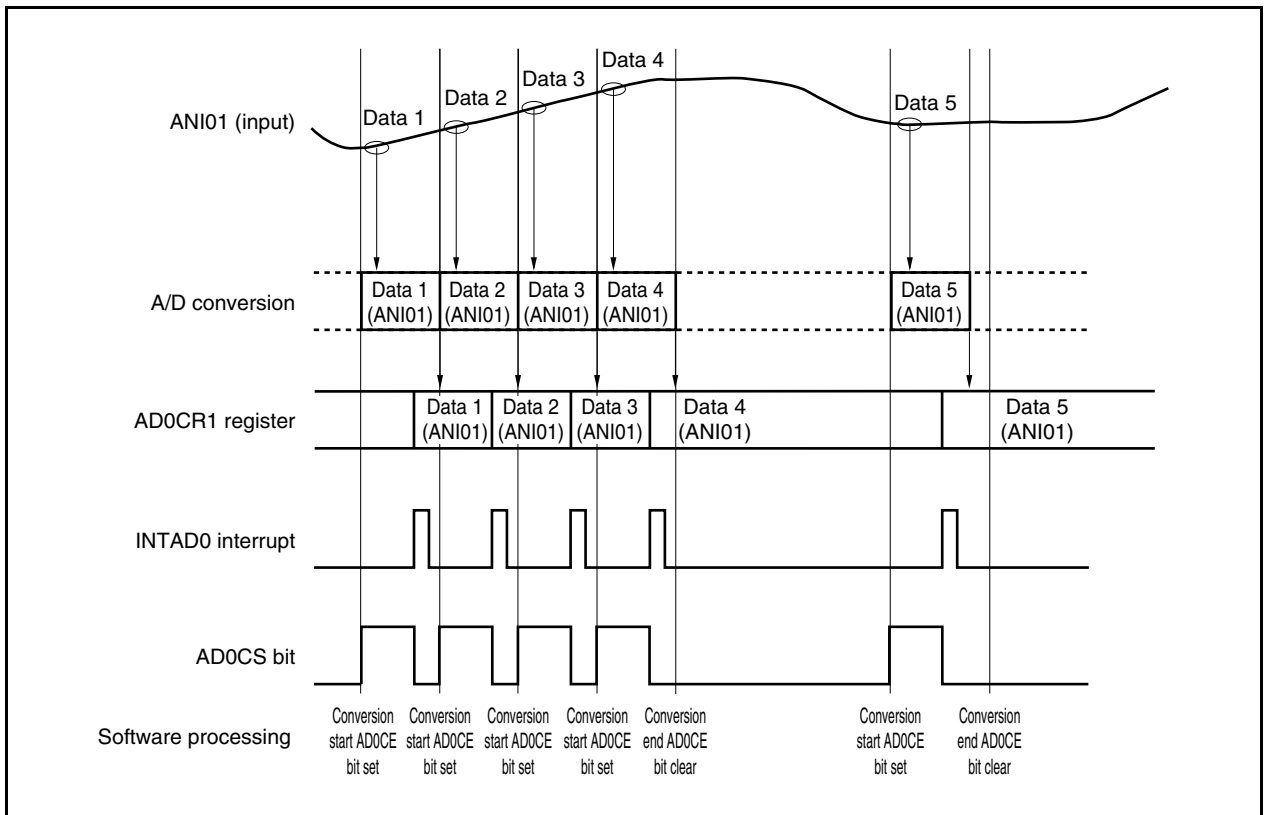 Data 4
Data 3
Data 2
Data 1
Data 5
ANI01 (input)
A/D conversion
Data 1
(ANI01)
Data 2
(ANI01)
Data 3
(ANI01)
Data 4
(ANI01)
Data 5
(ANI01)
AD0CR1 register
Data 1
(ANI01)
Data 2
(ANI01)
Data 3
(ANI01)
Data 4
(ANI01)
Data 5
(ANI01)
INTAD0 interrupt
AD0CS bit
Software processing
Conversion
start AD0CE
bit set
Conversion
start AD0CE
bit set
Conversion
start AD0CE
bit set
Conversion
start AD0CE
bit set
Conversion
end AD0CE
bit clear
Conversion
start AD0CE
bit set
Conversion
end AD0CE
bit clear